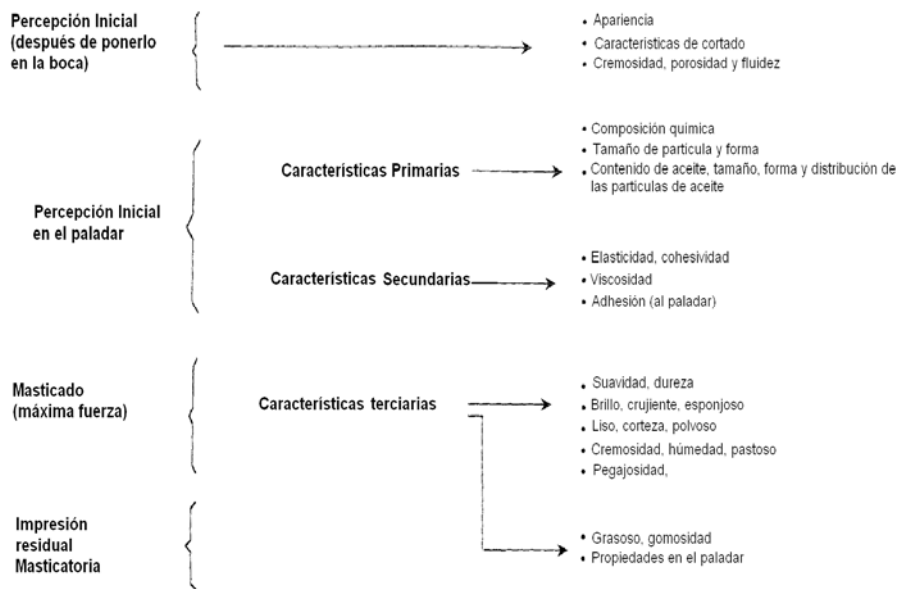 Percepción Inicial
(después de ponerlo
en la boca)
• Apariencia
• Características de cortado
• Cremosidad, porosidad y fluidez
Percepción Inicial
en el paladar
Características Primarias
• Composición química
• Tamaño de partícula y forma
• Contenido de aceite, tamaño, forma y distribución de
las partículas de aceite
Características Secundarias
• Elasticidad, cohesividad
• Viscosidad
• Adhesión (al paladar)
Masticado
(máxima fuerza)
Características terciarias
• Suavidad, dureza
• Brillo, crujiente, esponjoso
• Liso, corteza, polvoso
• Cremosidad, húmedad, pastoso
• Pegajosidad,
Impresión
residual
Masticatoria
• Grasoso, gomosidad
• Propiedades en el paladar